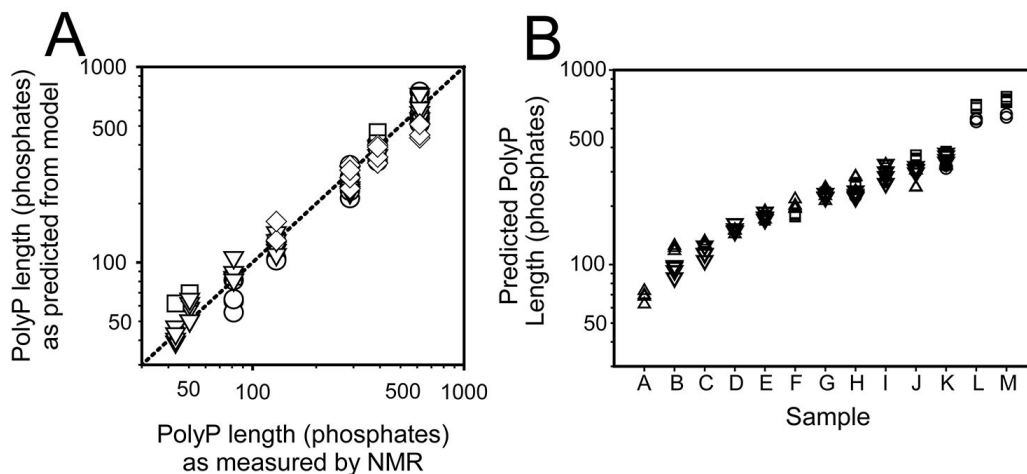 A
PolyP length (phosphates)
as predicted from model
1000
500
100
50
50
100
500
1000
PolyP length (phosphates)
as measured by NMR
B
Predicted PolyP
Length (phosphates)
1000
500
100
50
A B C D E F G H I J K L M
Sample